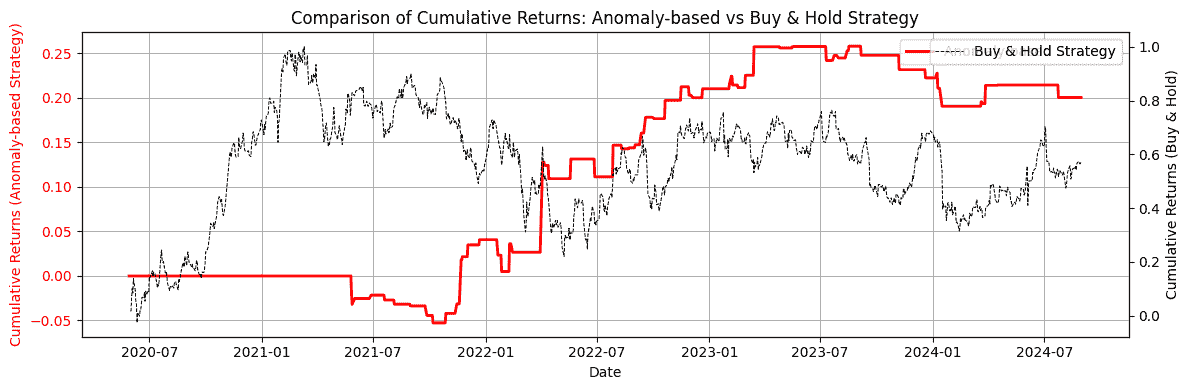 Comparison of Cumulative Returns: Anomaly-based vs Buy & Hold Strategy
Cumulative Returns (Anomaly-based Strategy)
0.25
0.20
0.15
0.10
0.05
0.00
−0.05
Buy & Hold Strategy
1.0
0.8
0.6
0.4
0.2
0.0
Cumulative Returns (Buy & Hold)
2020-07 2021-01 2021-07 2022-01 2022-07 2023-01 2023-07 2024-01 2024-07
Date